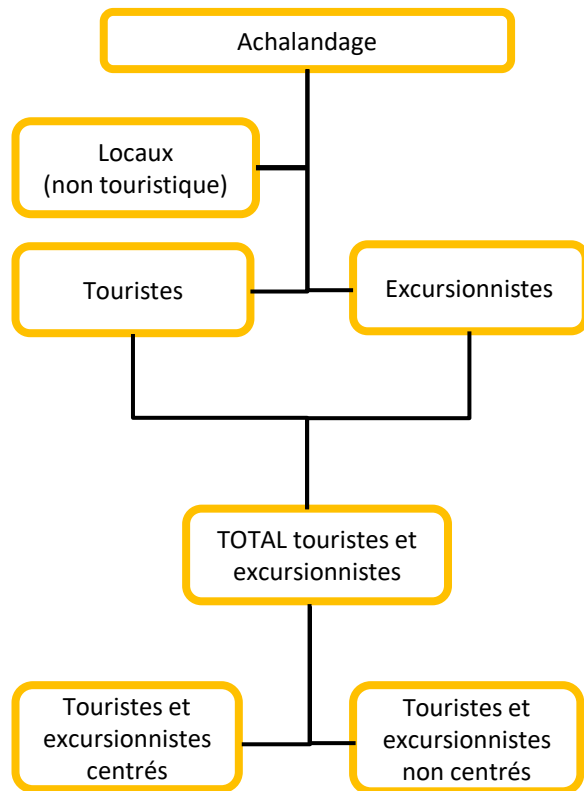 Achalandage
Locaux
(non touristique)
Touristes
Excursionnistes
TOTAL touristes et
excursionnistes
Touristes et
excursionnistes
centrés
Touristes et
excursionnistes
non centrés